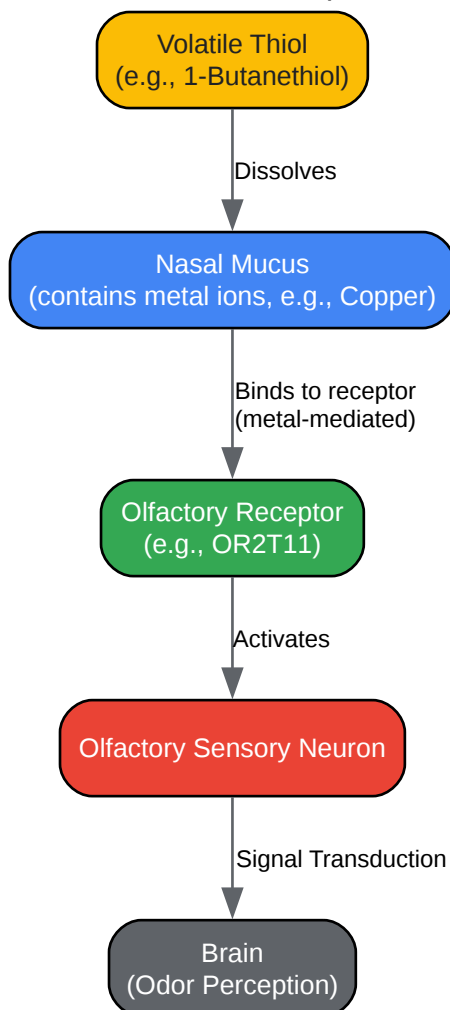 Volatile Thiol
(e.g., 1-Butanethiol)
Dissolves
Nasal Mucus
(contains metal ions, e.g., Copper)
Binds to receptor
(metal-mediated)
Olfactory Receptor
(e.g., OR2T11)
Activates
Olfactory Sensory Neuron
Signal Transduction
Brain
(Odor Perception)